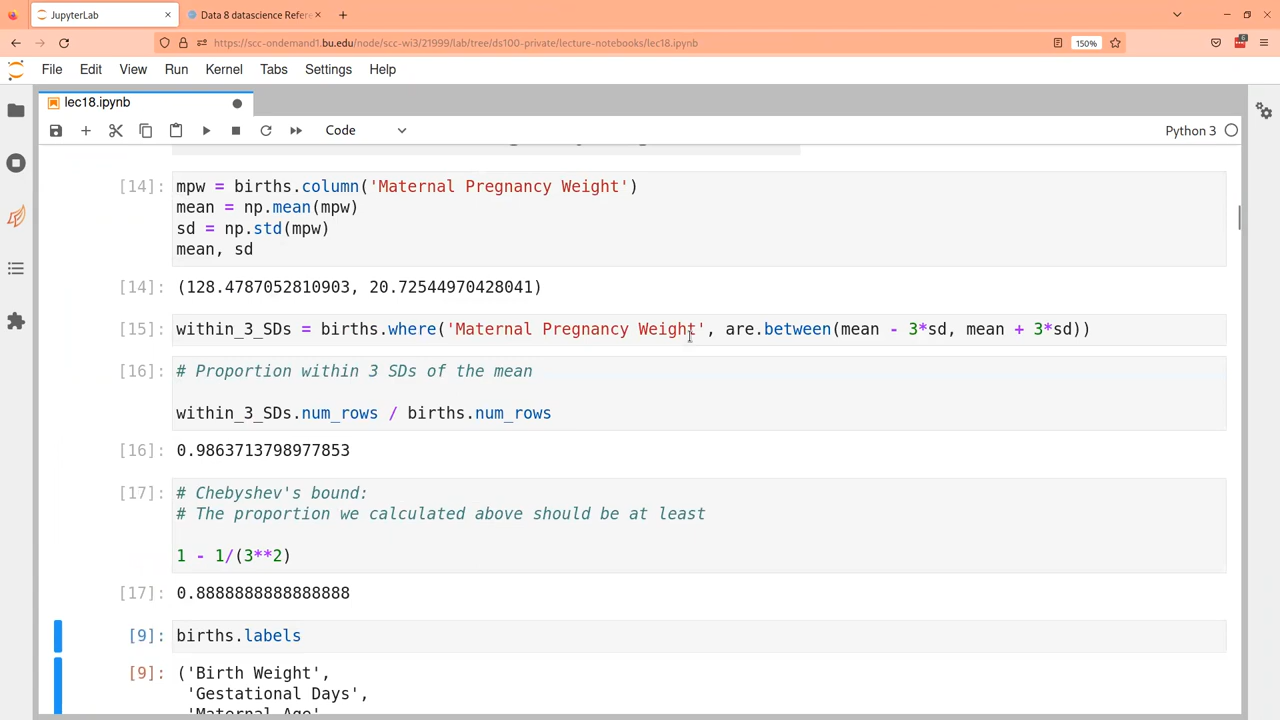 JupyterLab
Data 8 datascience Refere
https://scc-ondemand1.bu.edu/node/scc-wi3/21999/lab/tree/ds100-private/lecture-notebooks/lec18.ipynb
150%
6
File Edit View Run Kernel Tabs Settings Help
lec18.ipynb
Code
Python 3
[14]: mpw = births.column('Maternal Pregnancy Weight')
mean = np.mean(mpw)
sd = np.std(mpw)
mean, sd
[14]: (128.4787052810903, 20.72544970428041)
[15]: within_3_SDs = births.where('Maternal Pregnancy Weight', are.between(mean - 3*sd, mean + 3*sd))
[16]: # Proportion within 3 SDs of the mean
within_3_SDs.num_rows / births.num_rows
[16]: 0.9863713798977853
[17]: # Chebyshev's bound:
# The proportion we calculated above should be at least
1 - 1/(3**2)
[17]: 0.8888888888888888
[9]: births.labels
[9]: ('Birth Weight',
'Gestational Days',
'Maternal Age',